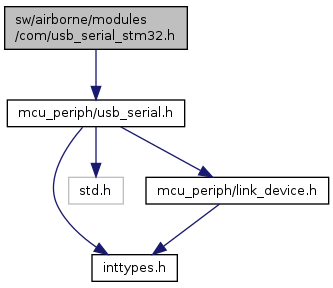 sw/airborne/modules
/com/usb_serial_stm32.h
mcu_periph/usb_serial.h
std.h
mcu_periph/link_device.h
inttypes.h